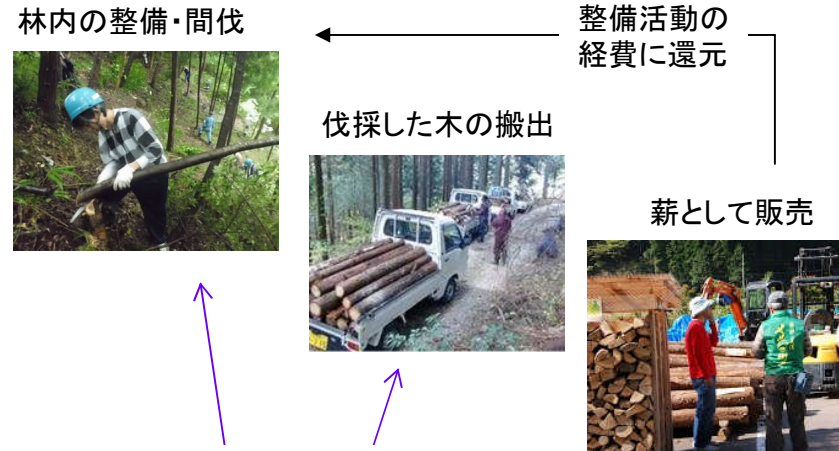 林内の整備・間伐
整備活動の
経費に還元
伐採した木の搬出
薪として販売